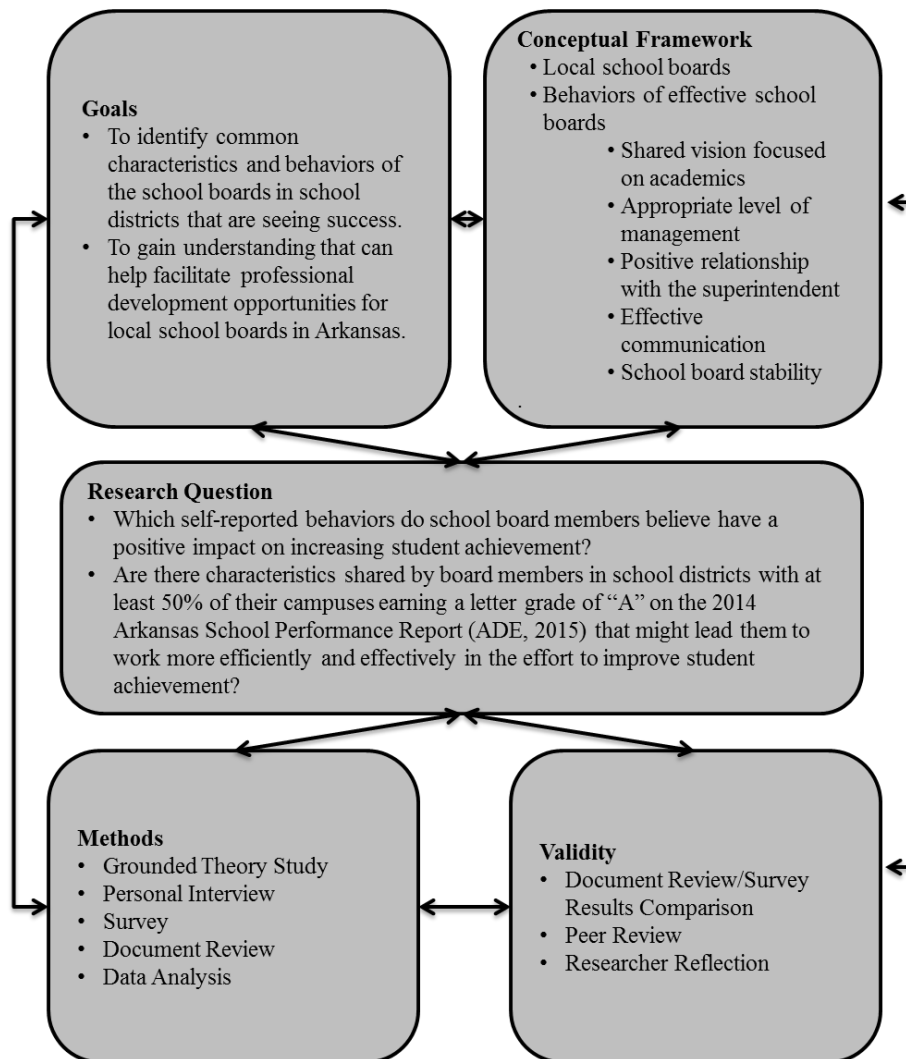 Goals
• To identify common
characteristics and behaviors of
the school boards in school
districts that are seeing success.
• To gain understanding that can
help facilitate professional
development opportunities for
local school boards in Arkansas.
Conceptual Framework
• Local school boards
• Behaviors of effective school
boards
• Shared vision focused
on academics
• Appropriate level of
management
• Positive relationship
with the superintendent
• Effective
communication
• School board stability
.
Research Question
• Which self-reported behaviors do school board members believe have a
positive impact on increasing student achievement?
• Are there characteristics shared by board members in school districts with at
least 50% of their campuses earning a letter grade of “A” on the 2014
Arkansas School Performance Report (ADE, 2015) that might lead them to
work more efficiently and effectively in the effort to improve student
achievement?
Methods
• Grounded Theory Study
• Personal Interview
• Survey
• Document Review
• Data Analysis
Validity
• Document Review/Survey
Results Comparison
• Peer Review
• Researcher Reflection